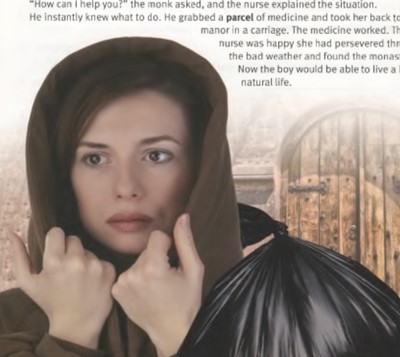 "How can I help you?" the monk asked, and the nurse explained the situation.
He instantly knew what to do. He grabbed a parcel of medicine and took her back to
manor in a carriage. The medicine worked. Th
nurse was happy she had persevered thr
the bad weather and found the monas
Now the boy would be able to live a l
natural life.